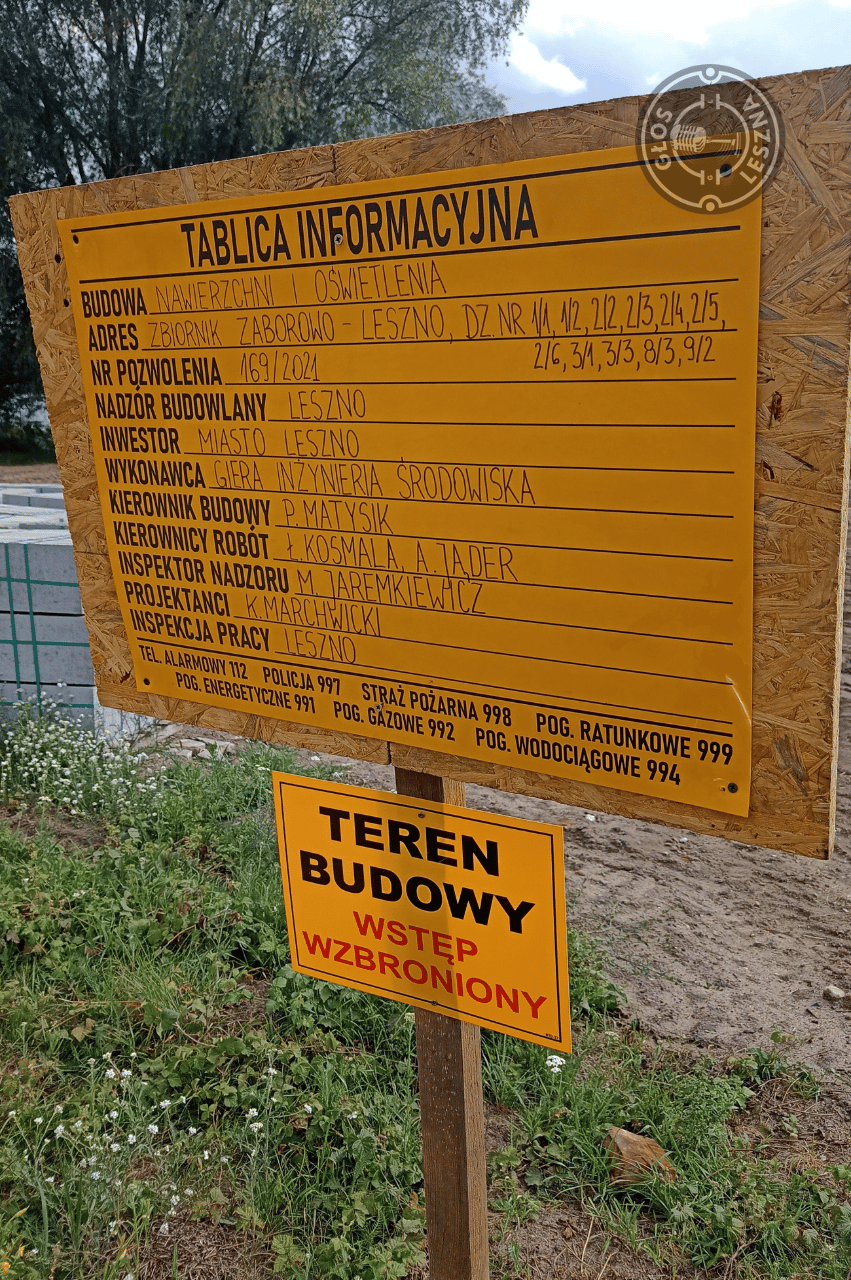 GŁOS LESZNA
TABLICA INFORMACYJNA
BUDOWA NAWIERZCHNI I OŚWIETLENIA
ADRES ZBIORNIK ZABOROWO - LESZNO, DZ. NR 1/1, 1/2, 2/2, 2/3, 2/4, 2/5,
2/6, 3/1, 3/3, 8/3, 9/2
NR POZWOLENIA 169/2021
NADZÓR BUDOWLANY LESZNO
INWESTOR MIASTO LESZNO
WYKONAWCA GIERA INŻYNIERIA ŚRODOWISKA
KIEROWNIK BUDOWY P. MATYSIK
KIEROWNICY ROBÓT Ł. KOSMALA, A. JĄDER
INSPEKTOR NADZORU M. JAREMKIEWICZ
PROJEKTANCI K. MARCHWICKI
INSPEKCJA PRACY LESZNO
TEL. ALARMOWY 112 POLICJA 997 STRAŻ POŻARNA 998 POG. RATUNKOWE 999
POG. ENERGETYCZNE 991 POG. GAZOWE 992 POG. WODOCIĄGOWE 994
TEREN
BUDOWY
WSTĘP
WZBRONIONY